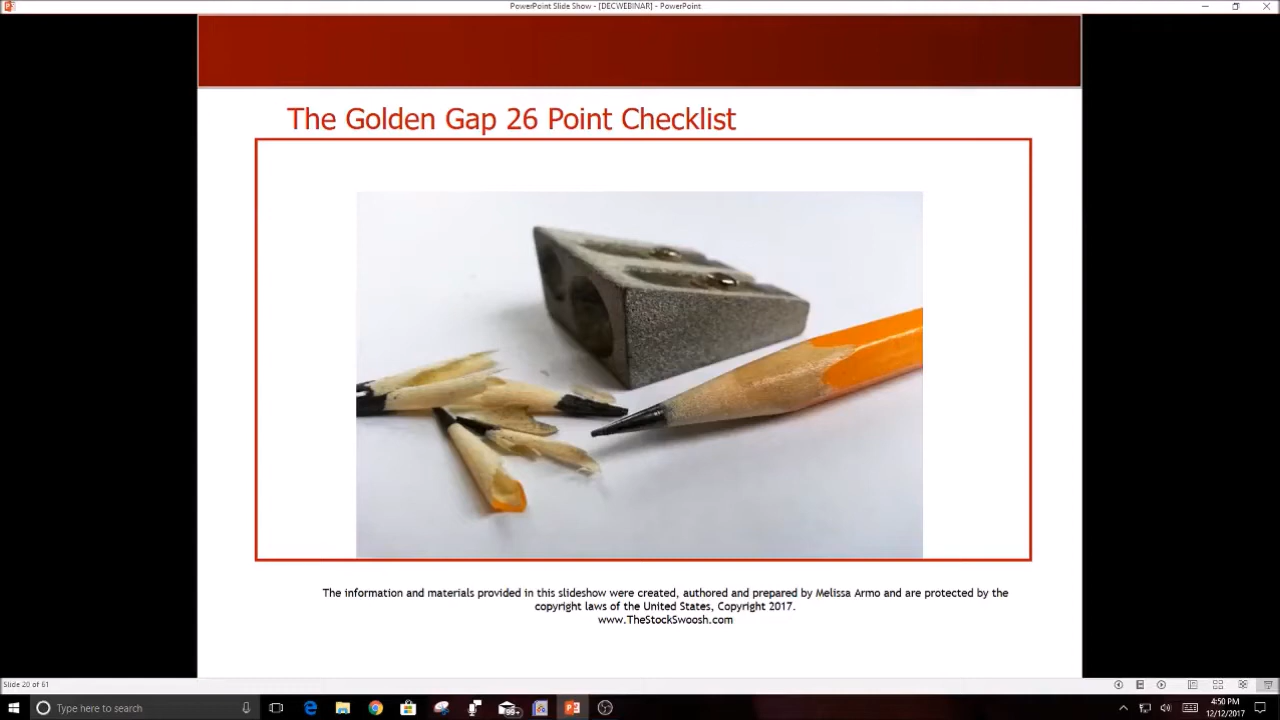 PowerPoint Slide Show - [DECWEBINAR] - PowerPoint
The Golden Gap 26 Point Checklist
The information and materials provided in this slideshow were created, authored and prepared by Melissa Armo and are protected by the
copyright laws of the United States, Copyright 2017.
www.TheStockSwoosh.com
Slide 20 of 61
Type here to search
4:50 PM
12/12/2017